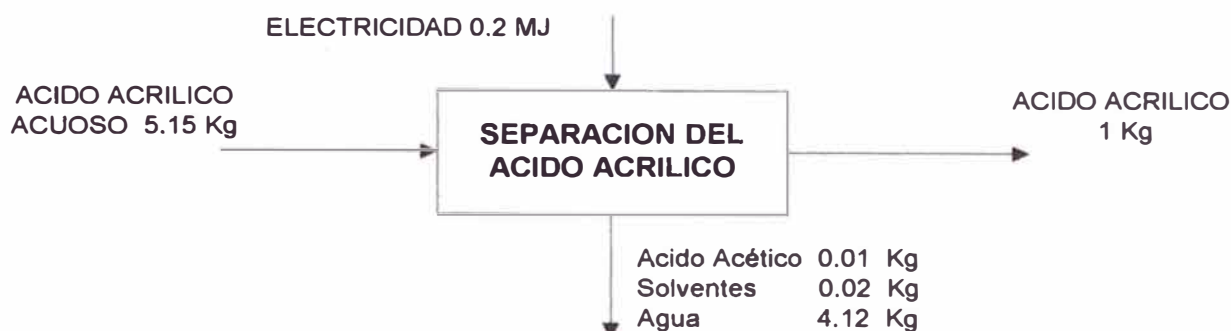 ELECTRICIDAD 0.2 MJ
ACIDO ACRILICO
ACUOSO 5.15 Kg
SEPARACION DEL
ACIDO ACRILICO
ACIDO ACRILICO
1 Kg
Acido Acético 0.01 Kg
Solventes 0.02 Kg
Agua 4.12 Kg